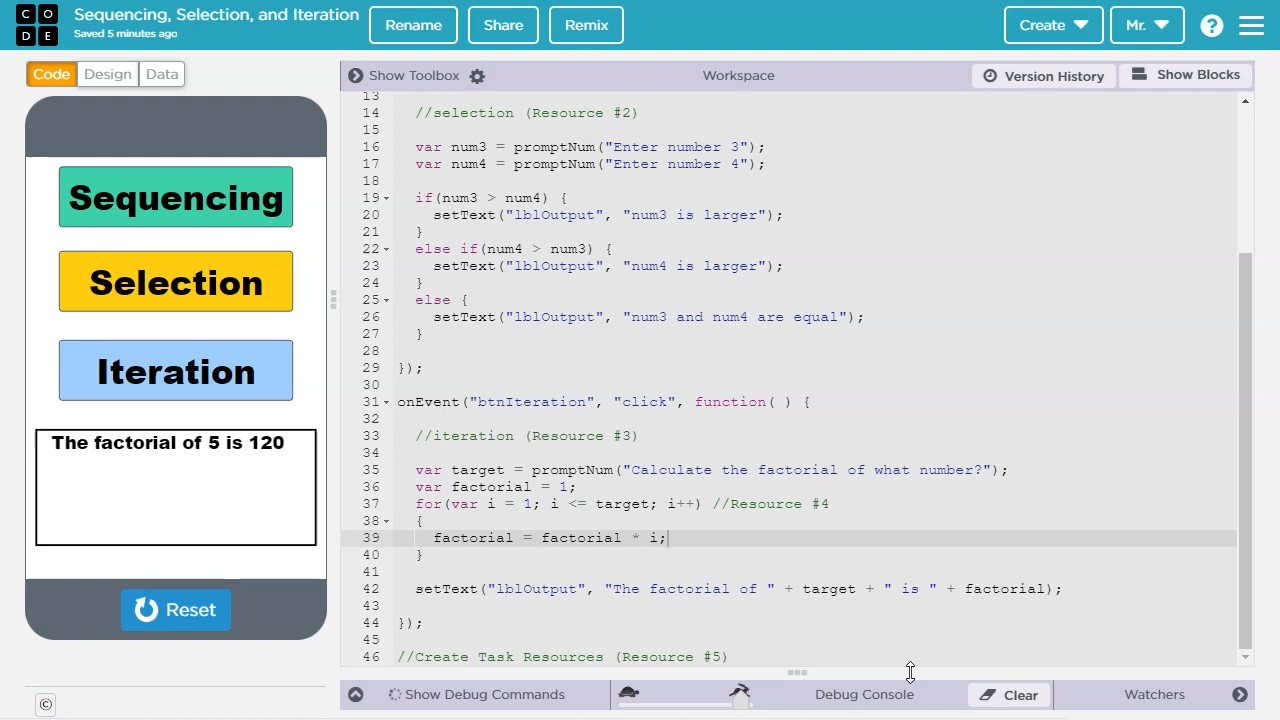 C O
D E
Sequencing, Selection, and Iteration
Saved 5 minutes ago
Rename
Share
Remix
Create
Mr.
?
Code
Design
Data
Show Toolbox
Workspace
Version History
Show Blocks
Sequencing
Selection
Iteration
The factorial of 5 is 120
Reset
©
13
14 //selection (Resource #2)
15
16 var num3 = promptNum("Enter number 3");
17 var num4 = promptNum("Enter number 4");
18
19 if(num3 > num4) {
20 setText("lblOutput", "num3 is larger");
21 }
22 else if(num4 > num3) {
23 setText("lblOutput", "num4 is larger");
24 }
25 else {
26 setText("lblOutput", "num3 and num4 are equal");
27 }
28
29 });
30
31 onEvent("btnIteration", "click", function( ) {
32
33 //iteration (Resource #3)
34
35 var target = promptNum("Calculate the factorial of what number?");
36 var factorial = 1;
37 for(var i = 1; i <= target; i++) //Resource #4
38 {
39 factorial = factorial * i;
40 }
41
42 setText("lblOutput", "The factorial of " + target + " is " + factorial);
43
44 });
45
46 //Create Task Resources (Resource #5)
Show Debug Commands
Debug Console
Clear
Watchers